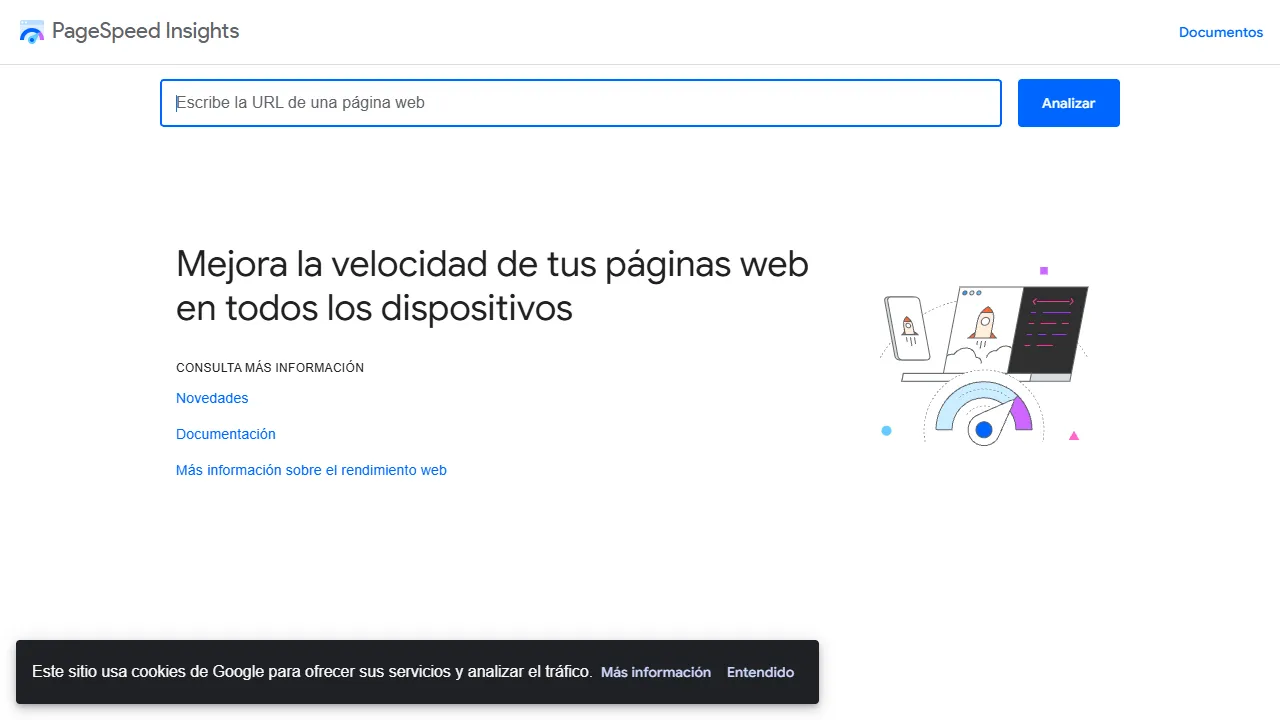 PageSpeed Insights
Documentos
Escribe la URL de una página web
Analizar
Mejora la velocidad de tus páginas web
en todos los dispositivos
CONSULTA MÁS INFORMACIÓN
Novedades
Documentación
Más información sobre el rendimiento web
Este sitio usa cookies de Google para ofrecer sus servicios y analizar el tráfico. Más información Entendido